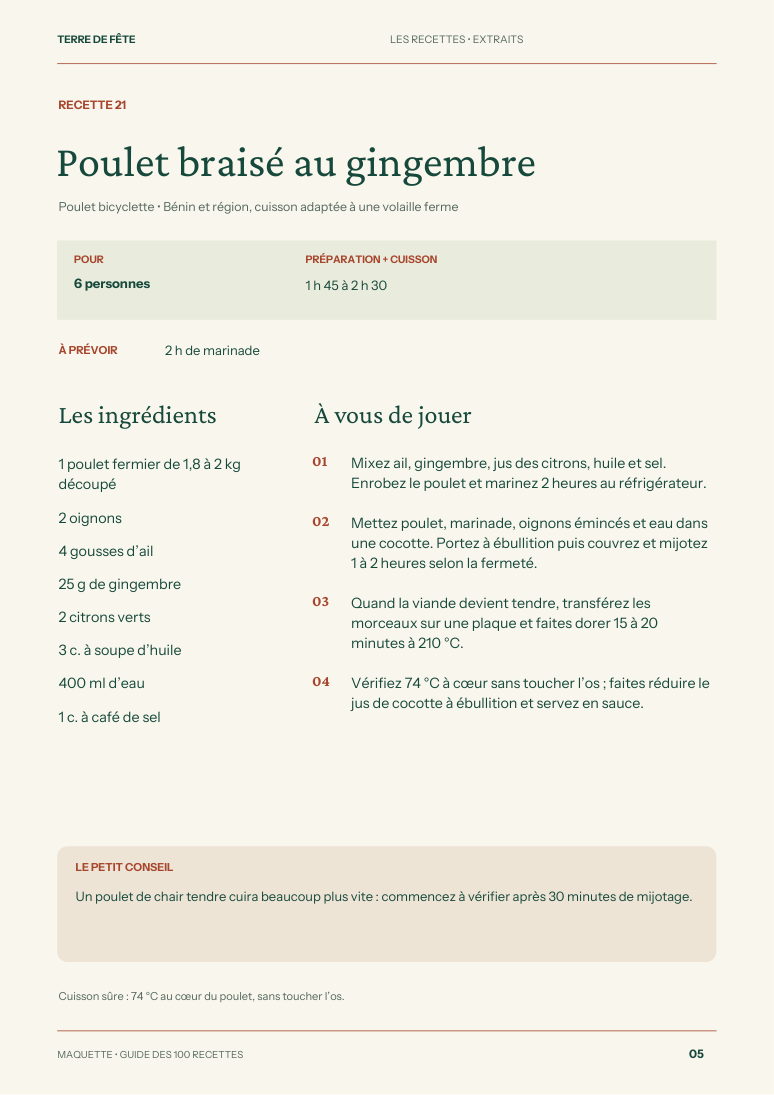 TERRE DE FÊTE
LES RECETTES • EXTRAITS
RECETTE 21
Poulet braisé au gingembre
Poulet bicyclette • Bénin et région, cuisson adaptée à une volaille ferme
POUR
6 personnes
PRÉPARATION + CUISSON
1 h 45 à 2 h 30
À PRÉVOIR
2 h de marinade
Les ingrédients
1 poulet fermier de 1,8 à 2 kg
découpé
2 oignons
4 gousses d’ail
25 g de gingembre
2 citrons verts
3 c. à soupe d’huile
400 ml d’eau
1 c. à café de sel
À vous de jouer
01
Mixez ail, gingembre, jus des citrons, huile et sel.
Enrobez le poulet et marinez 2 heures au réfrigérateur.
02
Mettez poulet, marinade, oignons émincés et eau dans
une cocotte. Portez à ébullition puis couvrez et mijotez
1 à 2 heures selon la fermeté.
03
Quand la viande devient tendre, transférez les
morceaux sur une plaque et faites dorer 15 à 20
minutes à 210 °C.
04
Vérifiez 74 °C à cœur sans toucher l’os ; faites réduire le
jus de cocotte à ébullition et servez en sauce.
LE PETIT CONSEIL
Un poulet de chair tendre cuira beaucoup plus vite : commencez à vérifier après 30 minutes de mijotage.
Cuisson sûre : 74 °C au cœur du poulet, sans toucher l’os.
MAQUETTE • GUIDE DES 100 RECETTES
05